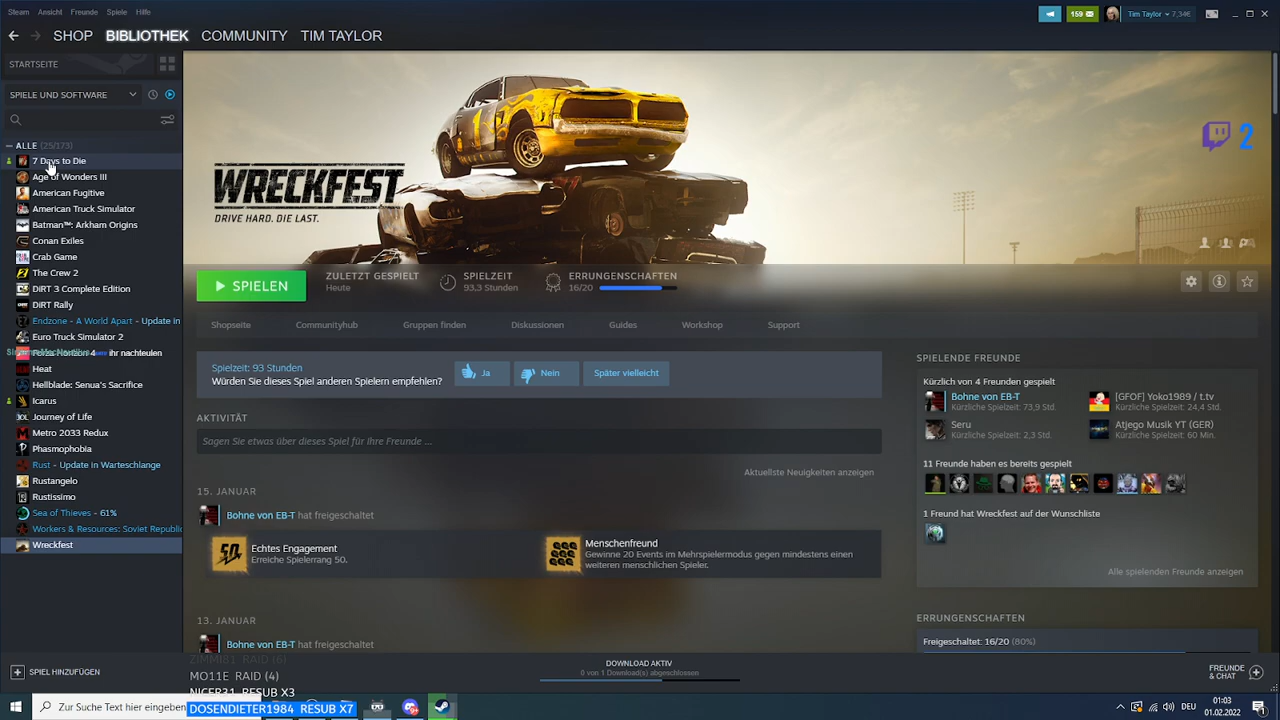 Steam Ansicht Freunde Spiele Hilfe
159
Tim Taylor 7,34€
SHOP BIBLIOTHEK COMMUNITY TIM TAYLOR
STARTSEITE
SPIELE UND SOFTWARE
ALLE (25/173)
7 Days to Die
Age of Wonders III
American Fugitive
American Truck Simulator
Batman™: Arkham Origins
Conan Exiles
Crab Game
The Crew 2
DIRT 3 Complete Edition
DiRT Rally
Endzone - A World Apart - Update in
Euro Truck Simulator 2
ihr nachteulen
Heat
Hellblade: Senua's Sacrifice
Icarus
Journey of Life
Metro 2033 Redux
Phasmophobia
Rust - Update in Warteschlange
Rustangelo
Rustissimo
Sea of Thieves - 61%
Workers & Resources: Soviet Republic
Wreckfest
SPIEL HINZUFÜGEN
WRECKFEST
DRIVE HARD. DIE LAST.
2
SPIELEN
ZULETZT GESPIELT
Heute
SPIELZEIT
93,3 Stunden
ERRUNGENSCHAFTEN
16/20
Shopseite Communityhub Gruppen finden Diskussionen Guides Workshop Support
Spielzeit: 93 Stunden
Würden Sie dieses Spiel anderen Spielern empfehlen?
Ja Nein Später vielleicht
AKTIVITÄT
Sagen Sie etwas über dieses Spiel für Ihre Freunde ...
Aktuellste Neuigkeiten anzeigen
15. JANUAR
Bohne von EB-T hat freigeschaltet
50
Echtes Engagement
Erreiche Spielerrang 50.
Menschenfreund
Gewinne 20 Events im Mehrspielermodus gegen mindestens einen
weiteren menschlichen Spieler.
13. JANUAR
Bohne von EB-T hat freigeschaltet
SPIELENDE FREUNDE
Kürzlich von 4 Freunden gespielt
Bohne von EB-T
Kürzliche Spielzeit: 73,9 Std.
[GFOF] Yoko1989 / t.tv
Kürzliche Spielzeit: 24,4 Std.
Seru
Kürzliche Spielzeit: 2,3 Std.
Atjego Musik YT (GER)
Kürzliche Spielzeit: 60 Min.
11 Freunde haben es bereits gespielt
1 Freund hat Wreckfest auf der Wunschliste
Alle spielenden Freunde anzeigen
ERRUNGENSCHAFTEN
Freigeschaltet: 16/20 (80%)
ZIMMI81 RAID (6)
MO11E RAID (4)
NICER31 RESUB X3
DOSENDIETER1984 RESUB X7
DOWNLOAD AKTIV
0 von 1 Download(s) abgeschlossen
FREUNDE
& CHAT
Zur Suche Text hier eingeben
DEU
01:03
01.02.2022